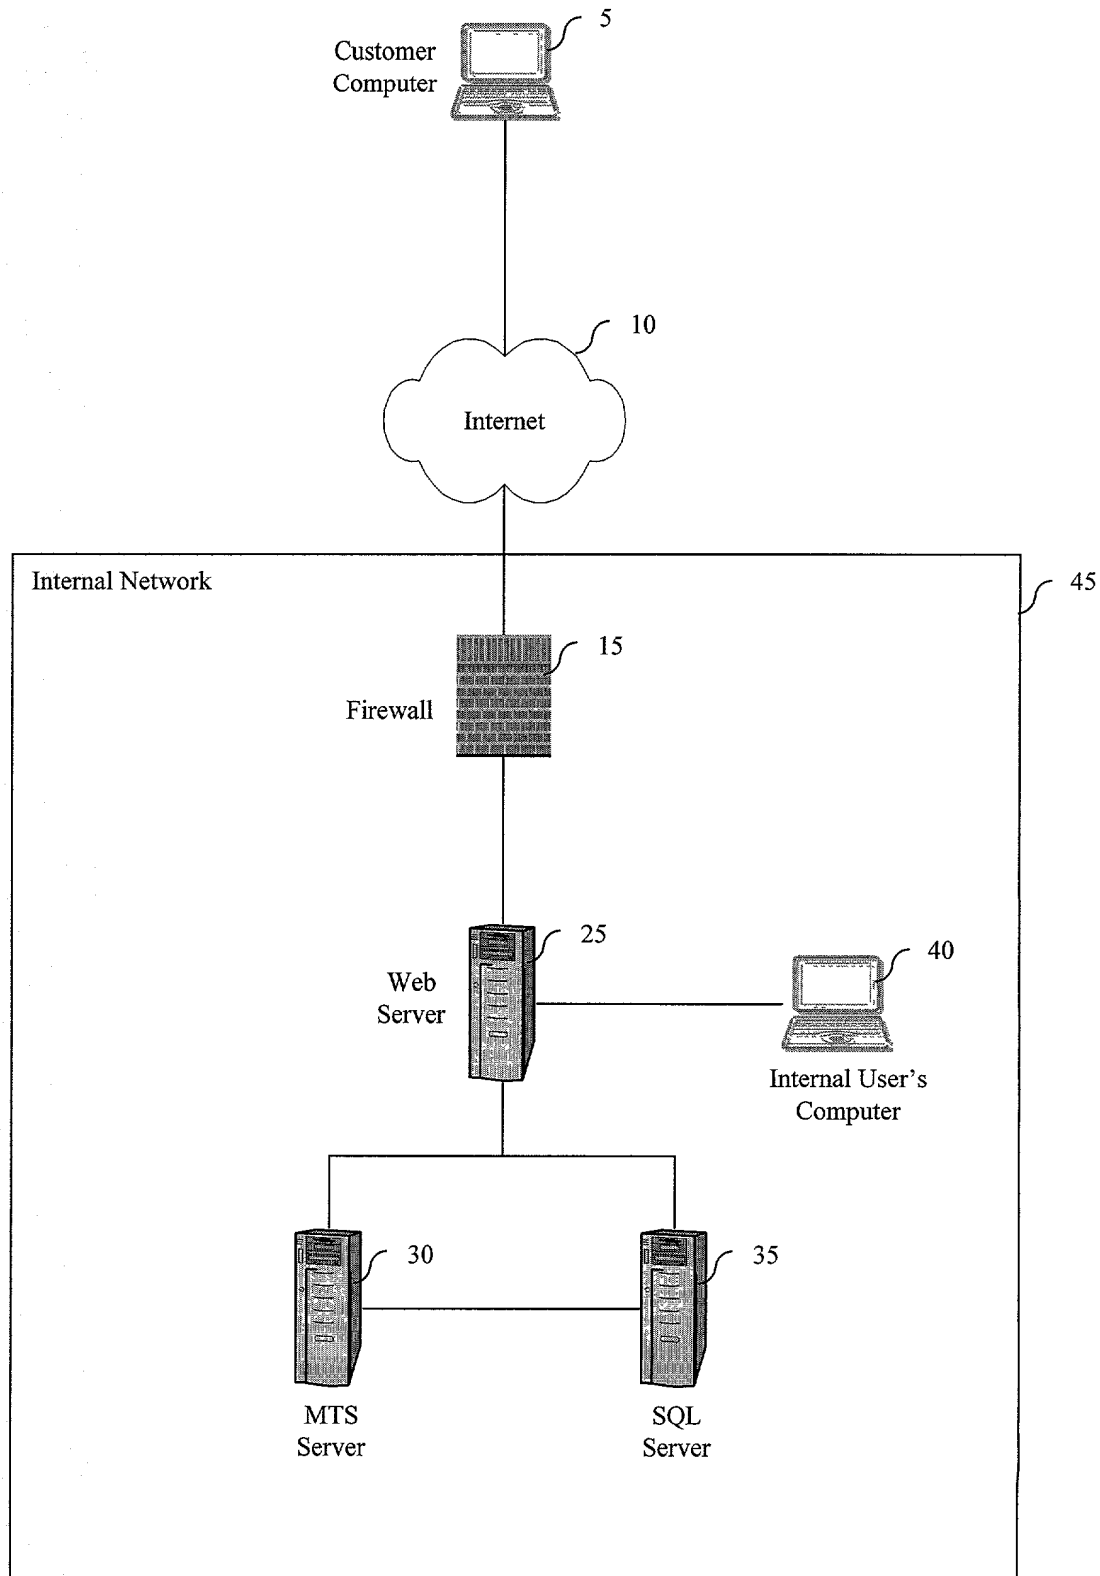 5
Customer
Computer
10
Internet
Internal Network
45
15
Firewall
25
Web
Server
40
Internal User's
Computer
30
35
MTS
Server
SQL
Server